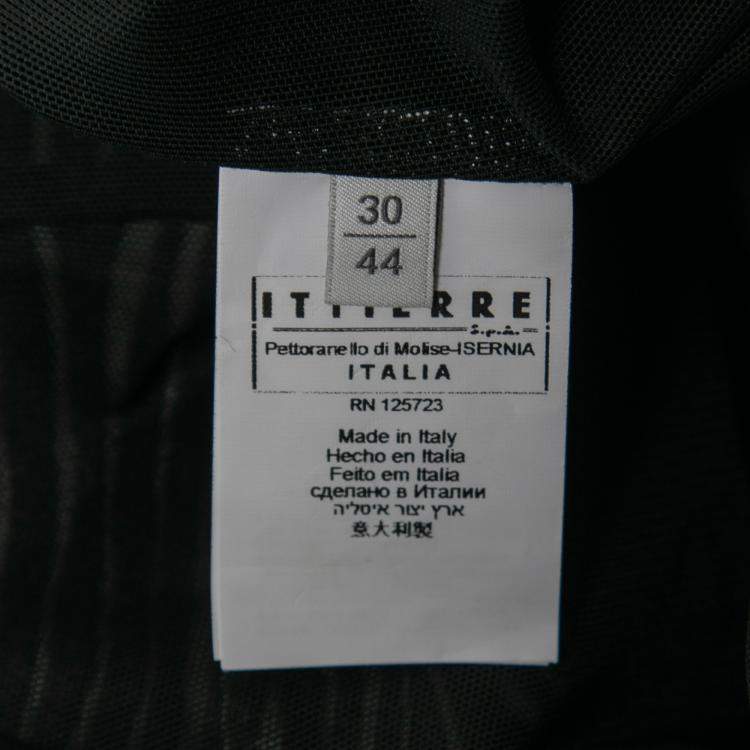 30
44
ITTIERRE
S.p.A.
Pettoranello di Molise-ISERNIA
ITALIA
RN 125723
Made in Italy
Hecho en Italia
Feito em Italia
сделано в Италии
ארץ יצור איטליה
意大利製